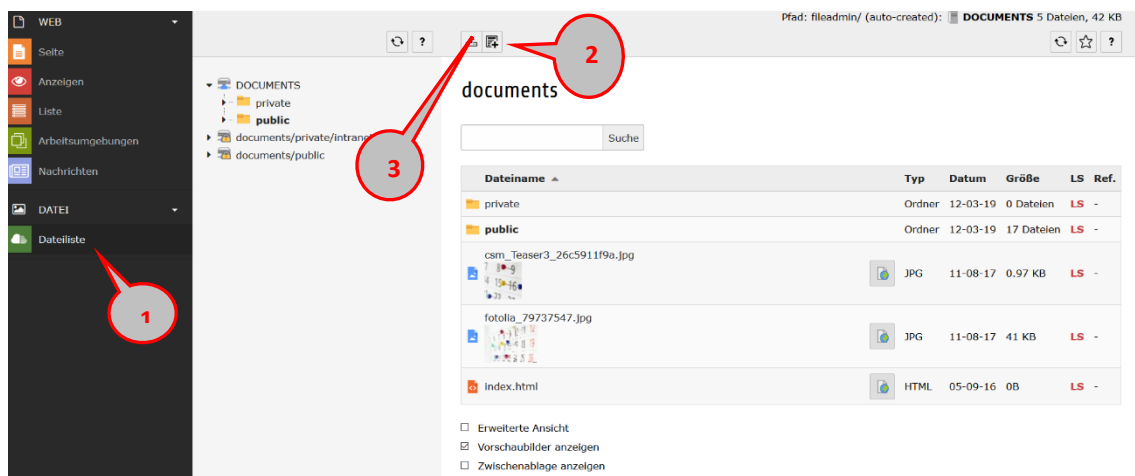 Pfad: fileadmin/ (auto-created): DOCUMENTS 5 Dateien, 42 KB
WEB
Seite
Anzeigen
Liste
Arbeitsumgebungen
Nachrichten
DATEI
Dateiliste
1
?
DOCUMENTS
private
public
documents/private/intranet
documents/public
3
2
?
documents
Suche
Dateiname Typ Datum Größe LS Ref.
private Ordner 12-03-19 0 Dateien LS -
public Ordner 12-03-19 17 Dateien LS -
csm_Teaser3_26c5911f9a.jpg
JPG 11-08-17 0.97 KB LS -
fotolia_79737547.jpg
JPG 11-08-17 41 KB LS -
index.html HTML 05-09-16 0B LS -
Erweiterte Ansicht
Vorschaubilder anzeigen
Zwischenablage anzeigen